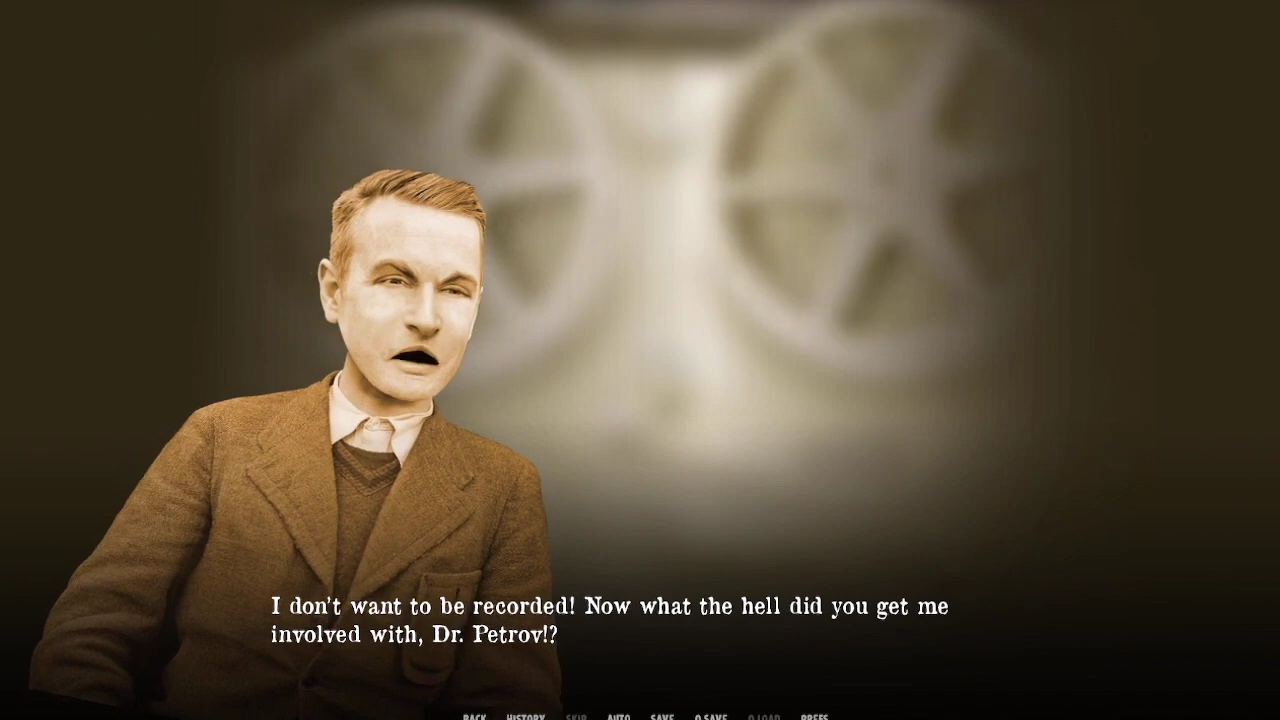 I don't want to be recorded! Now what the hell did you get me
involved with, Dr. Petrov!?
BACK HISTORY SKIP AUTO SAVE Q.SAVE Q.LOAD PREFS